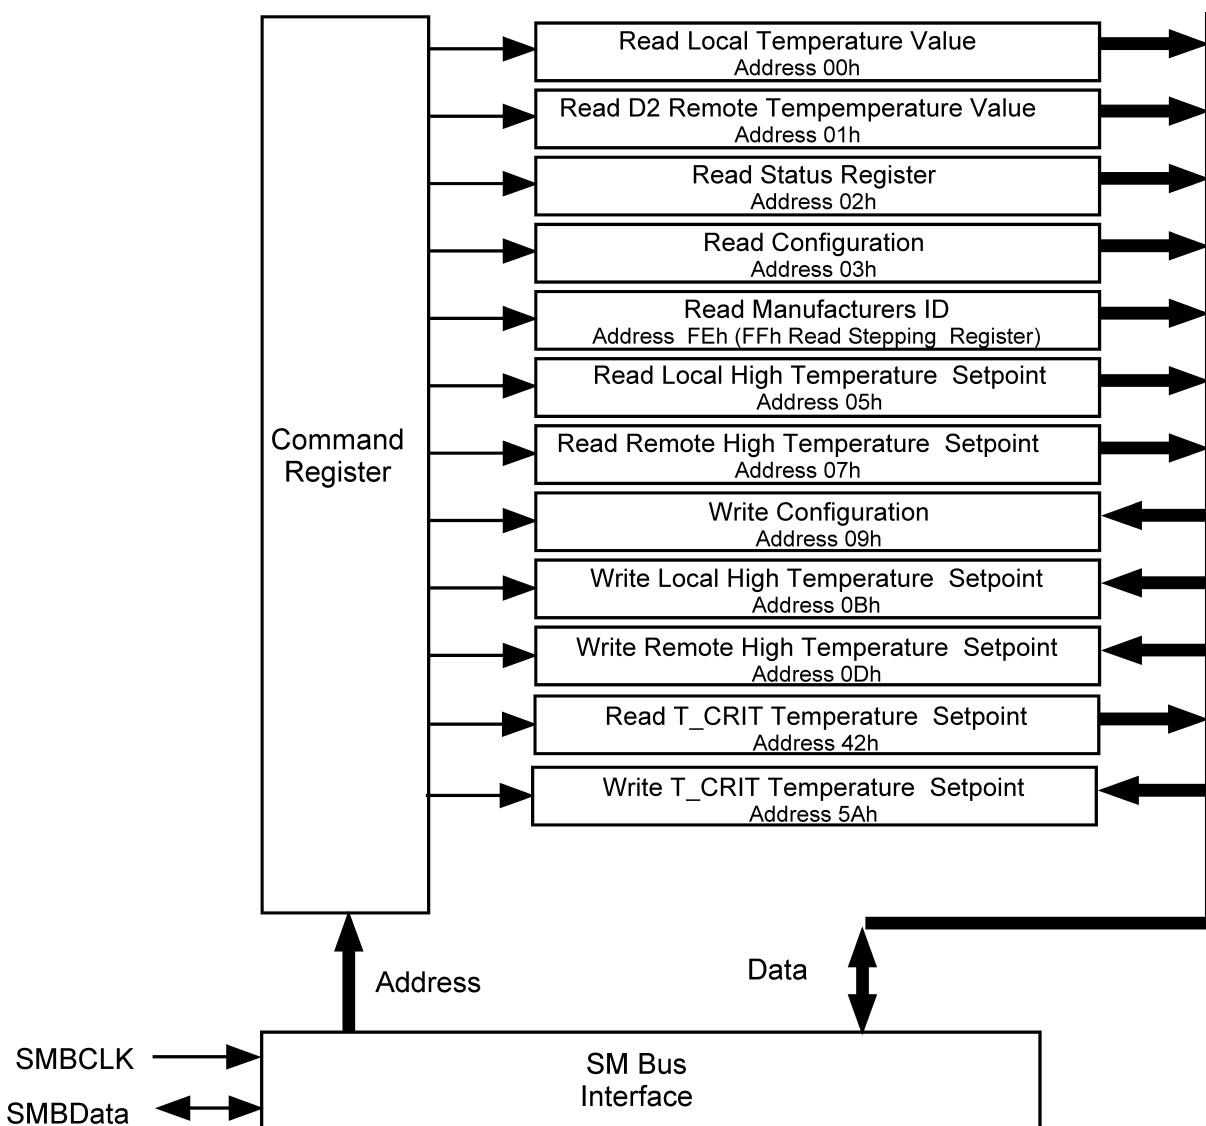 Read Local Temperature Value
Address 00h
Read D2 Remote Tempemperature Value
Address 01h
Read Status Register
Address 02h
Read Configuration
Address 03h
Read Manufacturers ID
Address FEh (FFh Read Stepping Register)
Read Local High Temperature Setpoint
Address 05h
Read Remote High Temperature Setpoint
Address 07h
Write Configuration
Address 09h
Write Local High Temperature Setpoint
Address 0Bh
Write Remote High Temperature Setpoint
Address 0Dh
Read T_CRIT Temperature Setpoint
Address 42h
Write T_CRIT Temperature Setpoint
Address 5Ah
Command
Register
Address
Data
SMBCLK
SMBData
SM Bus
Interface